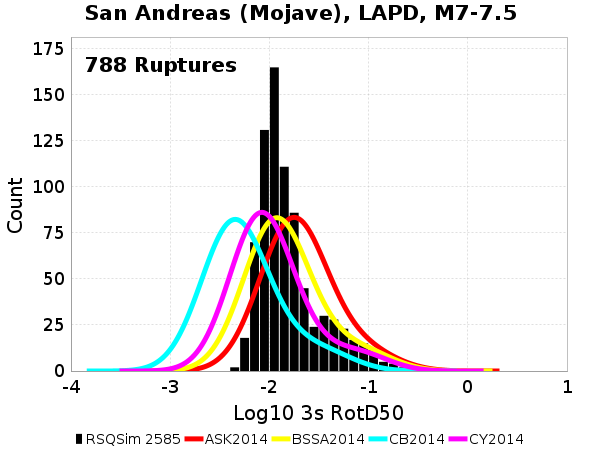 San Andreas (Mojave), LAPD, M7-7.5
788 Ruptures
175
150
125
100
75
50
25
0
Count
-4 -3 -2 -1 0 1
Log10 3s RotD50
RSQSim 2585 ASK2014 BSSA2014 CB2014 CY2014